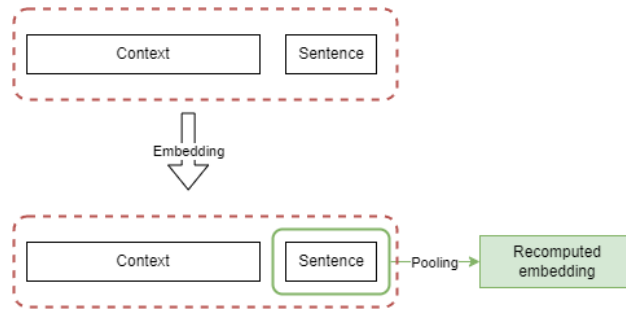 Context
Sentence
Embedding
Context
Sentence
Pooling
Recomputed
embedding